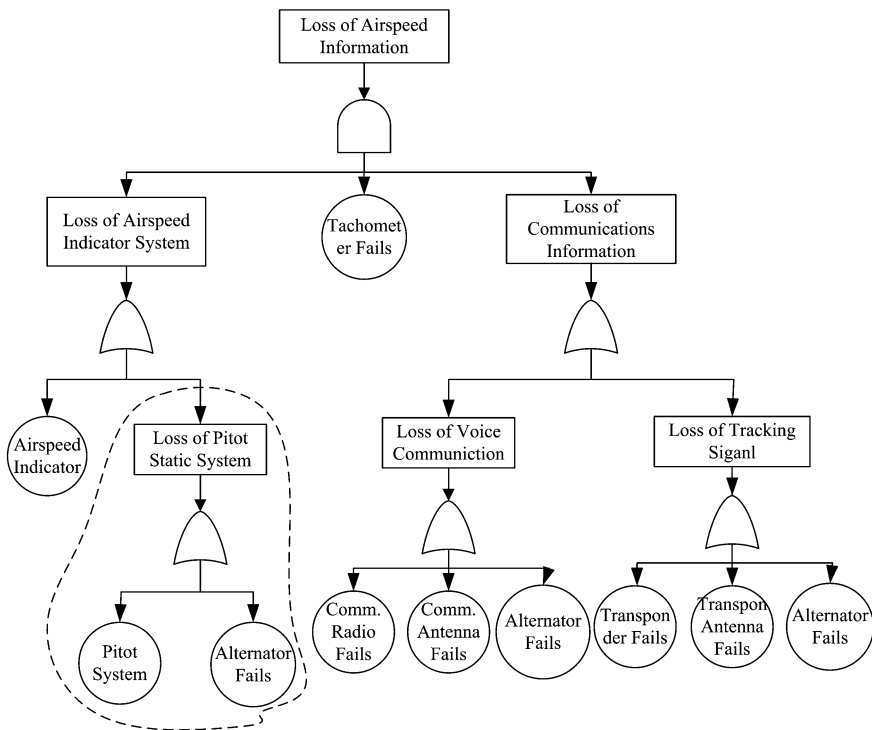 Loss of Airspeed
Information
Loss of Airspeed
Indicator System
Tachomet
er Fails
Loss of
Communications
Information
Airspeed
Indicator
Loss of Pitot
Static System
Loss of Voice
Communiction
Loss of Tracking
Siganl
Pitot
System
Alternator
Fails
Comm.
Radio
Fails
Comm.
Antenna
Fails
Alternator
Fails
Transpon
der Fails
Transpon
Antenna
Fails
Alternator
Fails